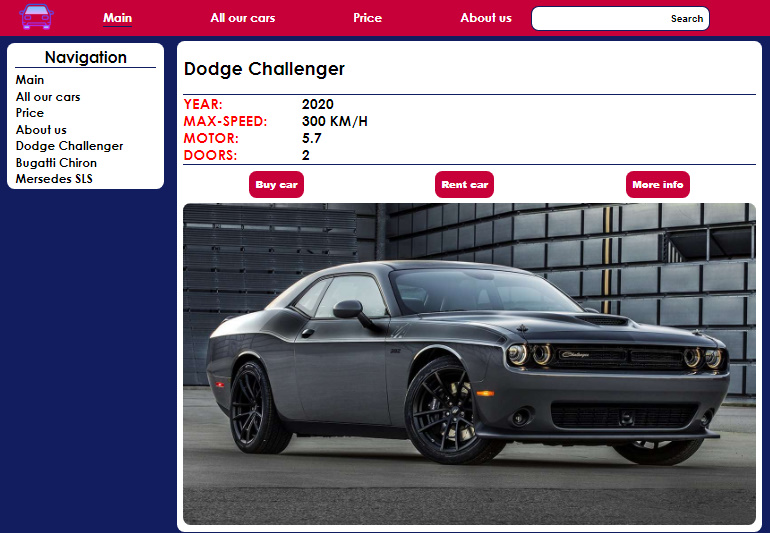 Main All our cars Price About us Search
Navigation
Main
All our cars
Price
About us
Dodge Challenger
Bugatti Chiron
Mersedes SLS
Dodge Challenger
YEAR: 2020
MAX-SPEED: 300 KM/H
MOTOR: 5.7
DOORS: 2
Buy car Rent car More info
Challenger